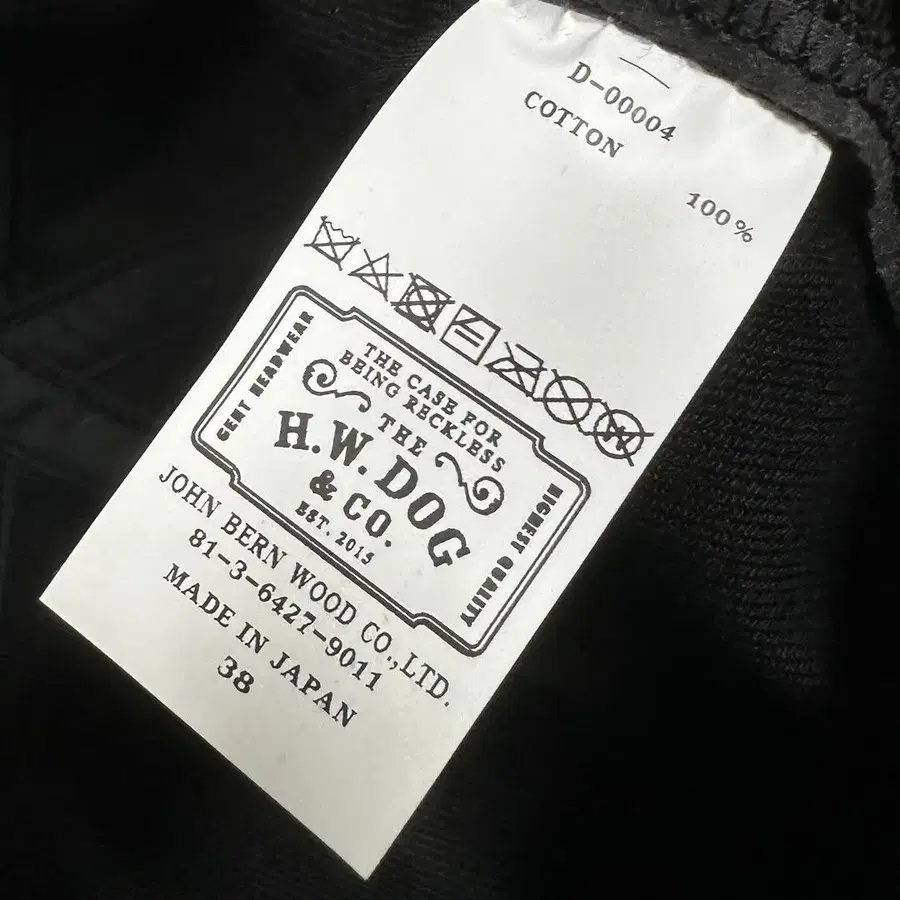 D-00004
COTTON
100%
THE CASE FOR
BEING RECKLESS
THE
H.W.DOG
& CO.
EST. 2015
GENT HEADWEAR
HIGHEST QUALITY
JOHN BERN WOOD CO.,LTD.
81-3-6427-9011
MADE IN JAPAN
38